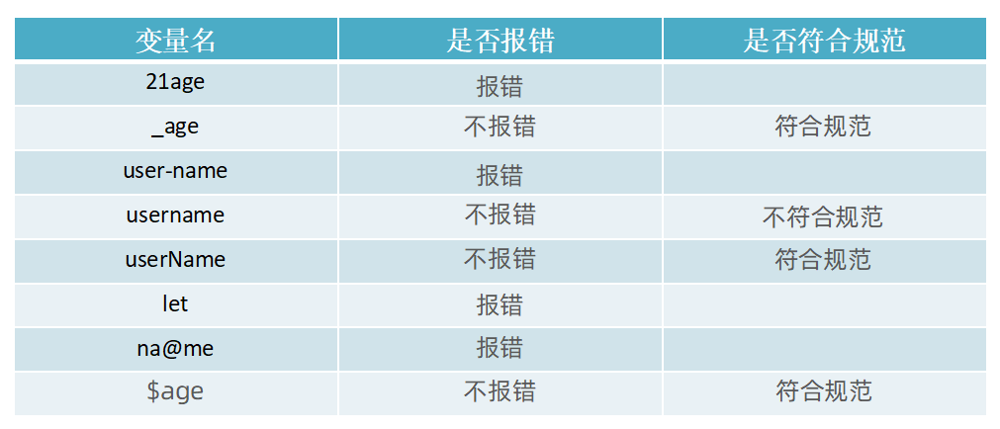 变量名 是否报错 是否符合规范
21age 报错
_age 不报错 符合规范
user-name 报错
username 不报错 不符合规范
userName 不报错 符合规范
let 报错
na@me 报错
$age 不报错 符合规范